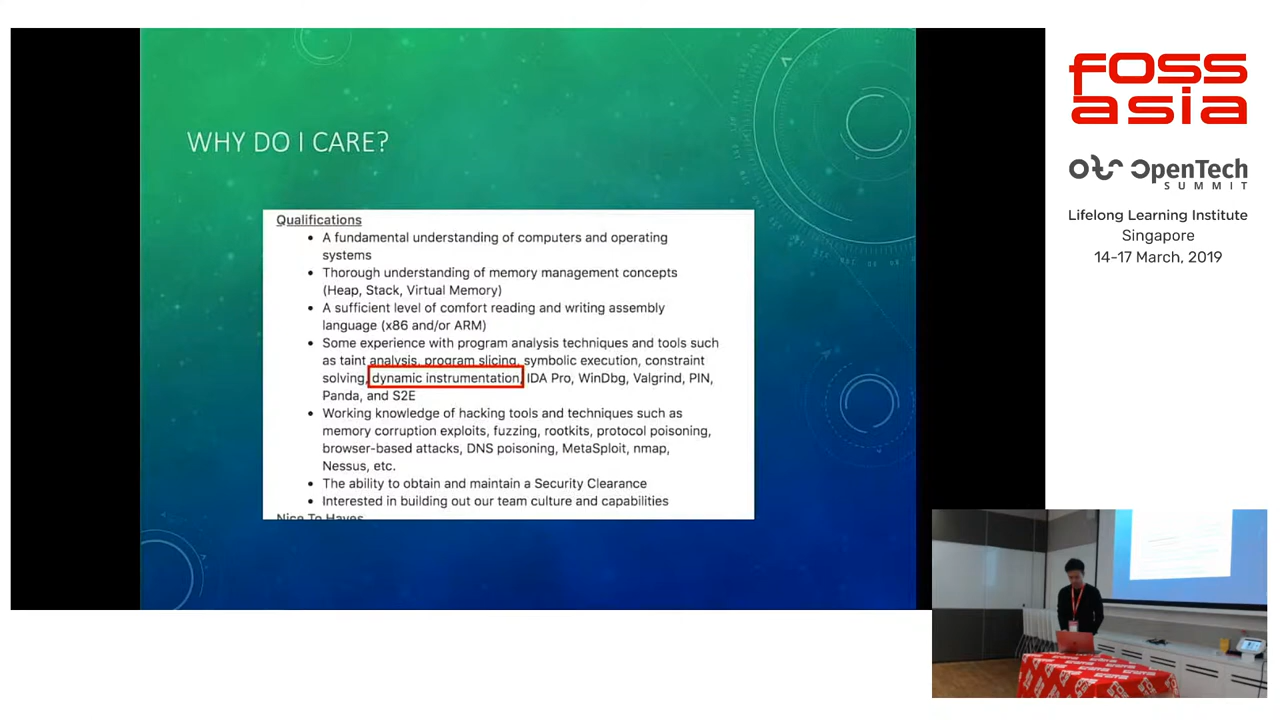 WHY DO I CARE?
Qualifications
• A fundamental understanding of computers and operating
systems
• Thorough understanding of memory management concepts
(Heap, Stack, Virtual Memory)
• A sufficient level of comfort reading and writing assembly
language (x86 and/or ARM)
• Some experience with program analysis techniques and tools such
as taint analysis, program slicing, symbolic execution, constraint
solving, dynamic instrumentation, IDA Pro, WinDbg, Valgrind, PIN,
Panda, and S2E
• Working knowledge of hacking tools and techniques such as
memory corruption exploits, fuzzing, rootkits, protocol poisoning,
browser-based attacks, DNS poisoning, MetaSploit, nmap,
Nessus, etc.
• The ability to obtain and maintain a Security Clearance
• Interested in building out our team culture and capabilities
Nice To Haves
FOSS
asia
OpenTech
SUMMIT
Lifelong Learning Institute
Singapore
14-17 March, 2019